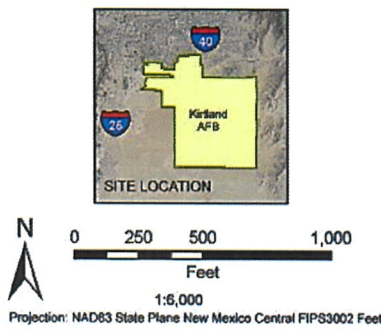 40
Kirtland
AFB
25
SITE LOCATION
N
0 250 500 1,000
Feet
1:6,000
Projection: NAD83 State Plane New Mexico Central FIPS3002 Feet